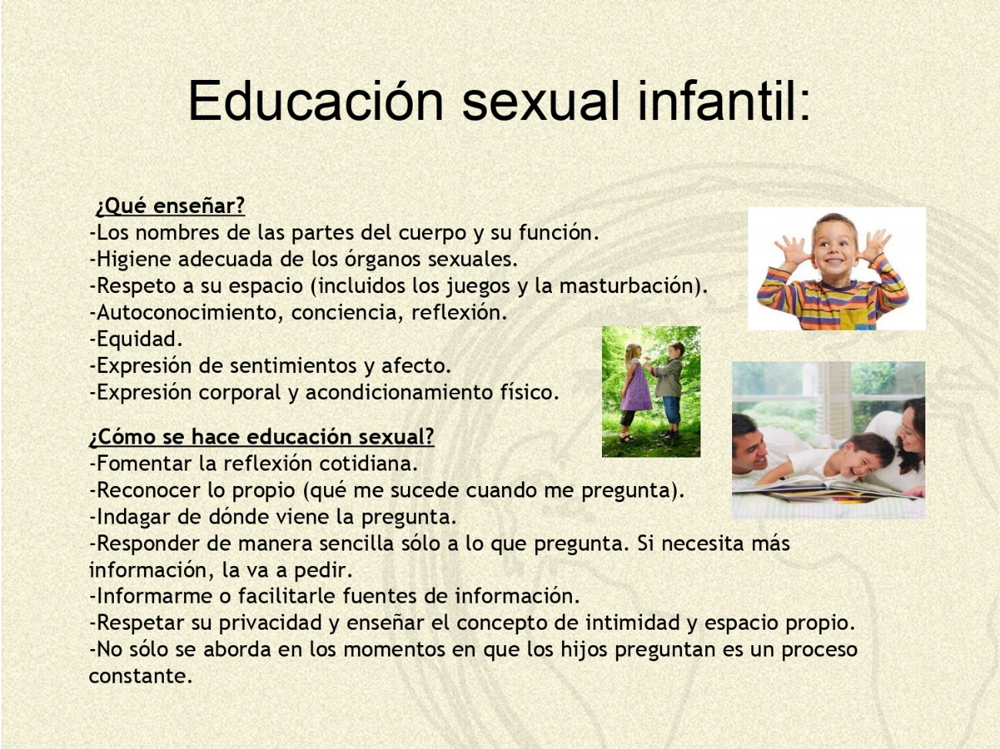 Educación sexual infantil:
¿Qué enseñar?
-Los nombres de las partes del cuerpo y su función.
-Higiene adecuada de los órganos sexuales.
-Respeto a su espacio (incluidos los juegos y la masturbación).
-Autoconocimiento, conciencia, reflexión.
-Equidad.
-Expresión de sentimientos y afecto.
-Expresión corporal y acondicionamiento físico.
¿Cómo se hace educación sexual?
-Fomentar la reflexión cotidiana.
-Reconocer lo propio (qué me sucede cuando me pregunta).
-Indagar de dónde viene la pregunta.
-Responder de manera sencilla sólo a lo que pregunta. Si necesita más
información, la va a pedir.
-Informarme o facilitarle fuentes de información.
-Respetar su privacidad y enseñar el concepto de intimidad y espacio propio.
-No sólo se aborda en los momentos en que los hijos preguntan es un proceso
constante.